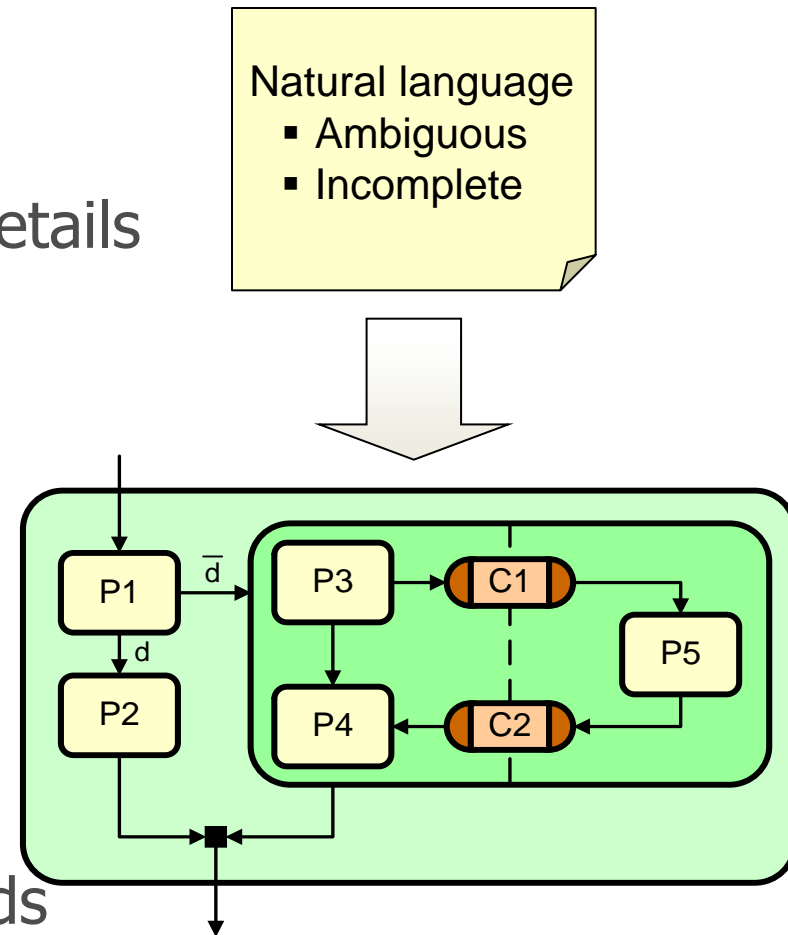 Natural language
▪ Ambiguous
▪ Incomplete
etails
P1
d̅
P3
C1
d
P5
P2
P4
C2
ds